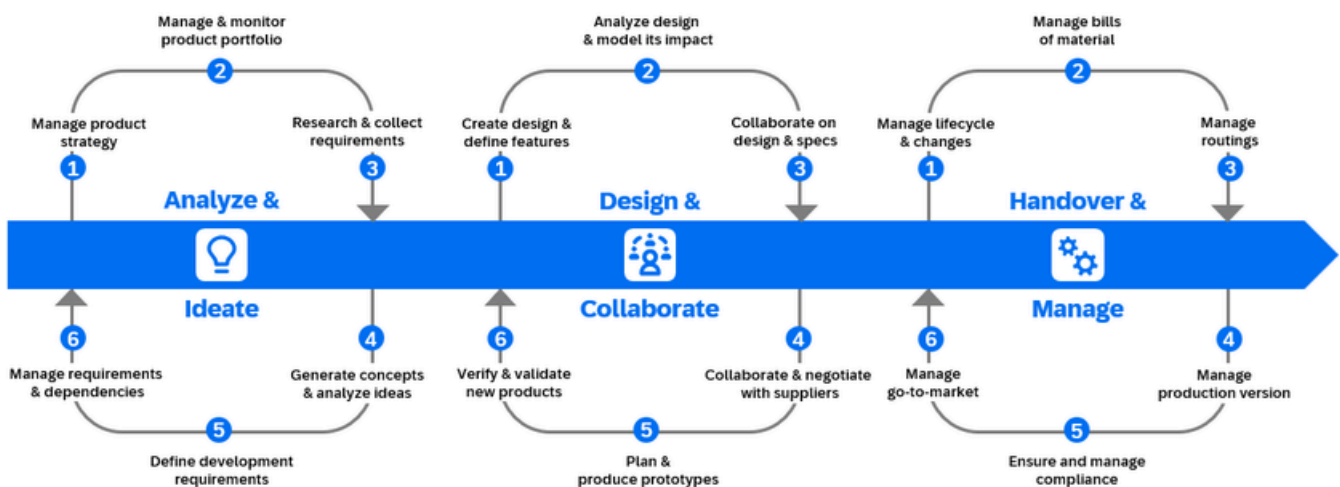 Manage & monitor
product portfolio
2
Manage product
strategy
1
Research & collect
requirements
3
Analyze &
Ideate
6
Manage requirements
& dependencies
4
Generate concepts
& analyze ideas
5
Define development
requirements
Analyze design
& model its impact
2
Create design &
define features
1
Collaborate on
design & specs
3
Design &
Collaborate
6
Verify & validate
new products
4
Collaborate & negotiate
with suppliers
5
Plan &
produce prototypes
Manage bills
of material
2
Manage lifecycle
& changes
1
Manage
routings
3
Handover &
Manage
6
Manage
go-to-market
4
Manage
production version
5
Ensure and manage
compliance